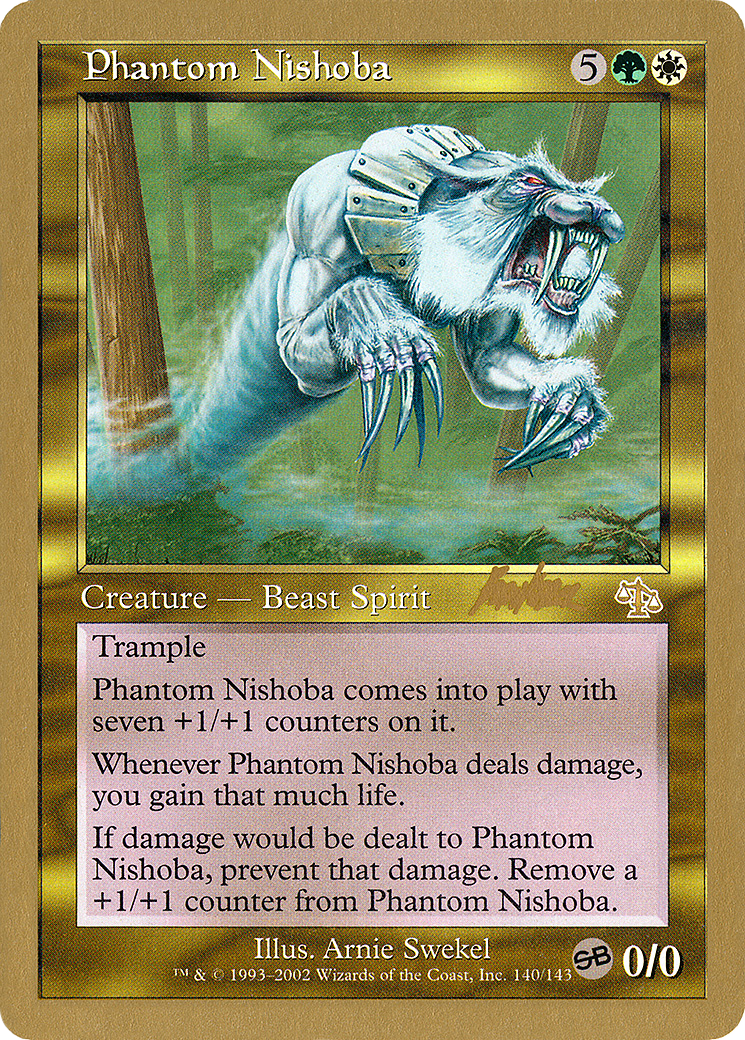 Phantom Nishoba 5
Creature — Beast Spirit
Trample
Phantom Nishoba comes into play with
seven +1/+1 counters on it.
Whenever Phantom Nishoba deals damage,
you gain that much life.
If damage would be dealt to Phantom
Nishoba, prevent that damage. Remove a
+1/+1 counter from Phantom Nishoba.
Illus. Arnie Swekel
™ & © 1993–2002 Wizards of the Coast, Inc. 140/143
SB 0/0